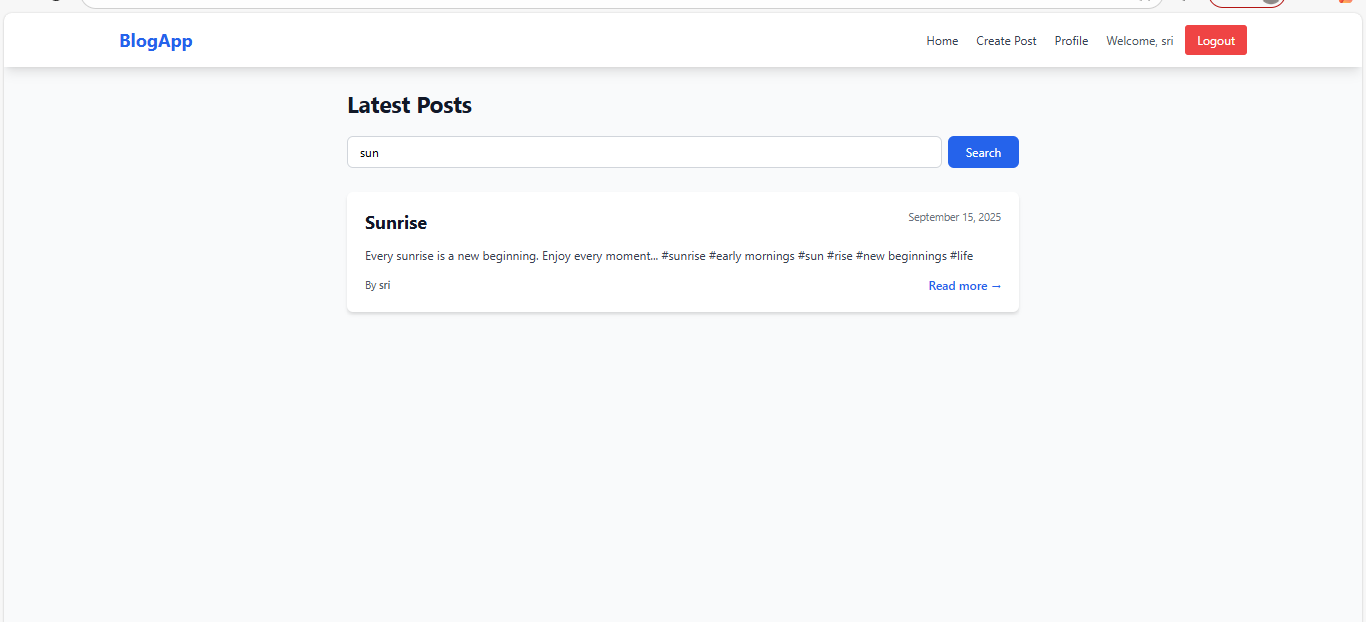 BlogApp
Home Create Post Profile Welcome, sri Logout
Latest Posts
sun Search
Sunrise September 15, 2025
Every sunrise is a new beginning. Enjoy every moment... #sunrise #early mornings #sun #rise #new beginnings #life
By sri Read more →